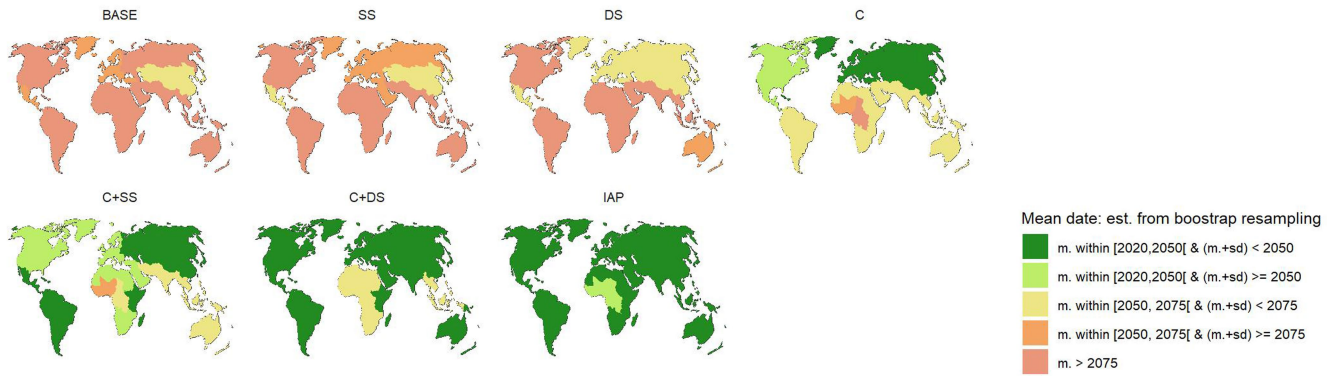 BASE
SS
DS
C
C+SS
C+DS
IAP
Mean date: est. from boostrap resampling
m. within [2020,2050[ & (m.+sd) < 2050
m. within [2020,2050[ & (m.+sd) >= 2050
m. within [2050, 2075[ & (m.+sd) < 2075
m. within [2050, 2075[ & (m.+sd) >= 2075
m. > 2075